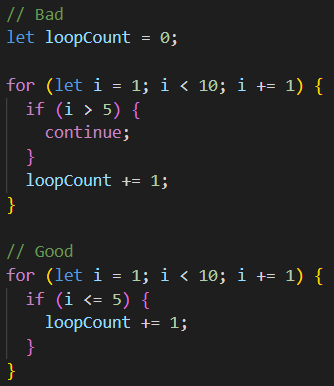 // Bad
let loopCount = 0;

for (let i = 1; i < 10; i += 1) {
  if (i > 5) {
    continue;
  }
  loopCount += 1;
}

// Good
for (let i = 1; i < 10; i += 1) {
  if (i <= 5) {
    loopCount += 1;
  }
}